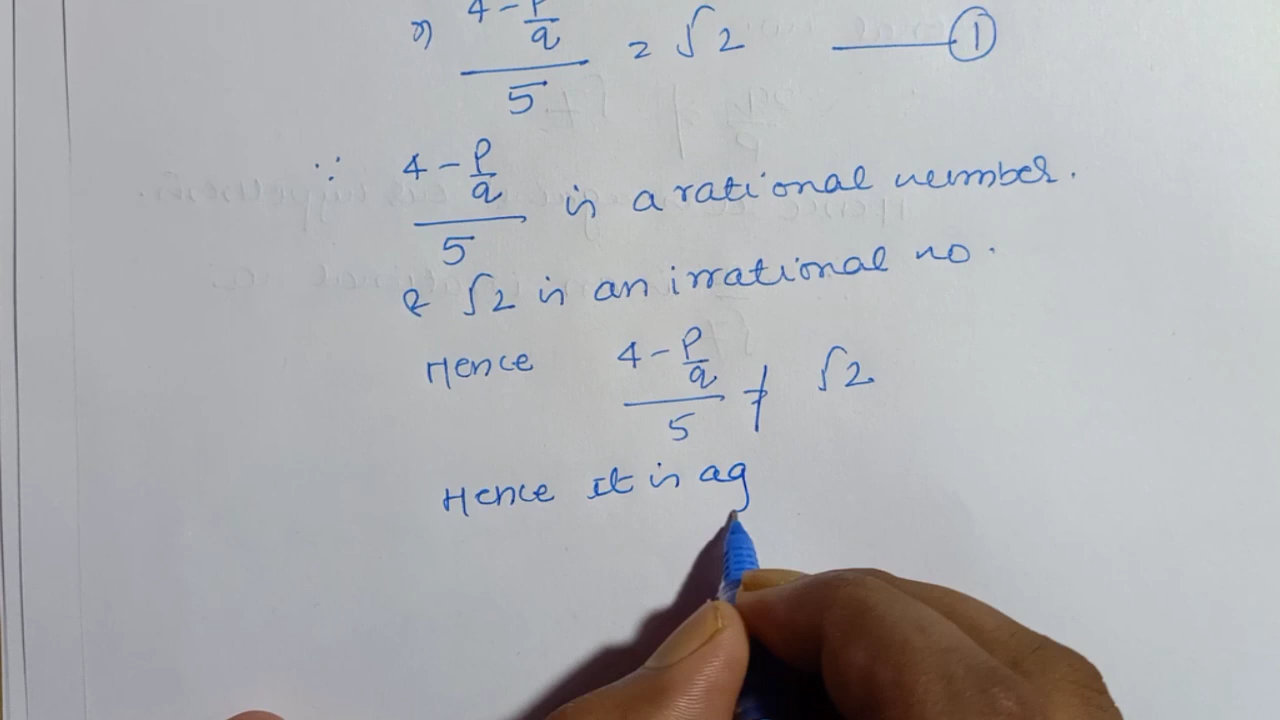 ⇒ (4 - p/q)/5 = √2 ——— ①
∵ (4 - p/q)/5 is a rational number.
& √2 is an irrational no.
Hence (4 - p/q)/5 ≠ √2
Hence It is ag